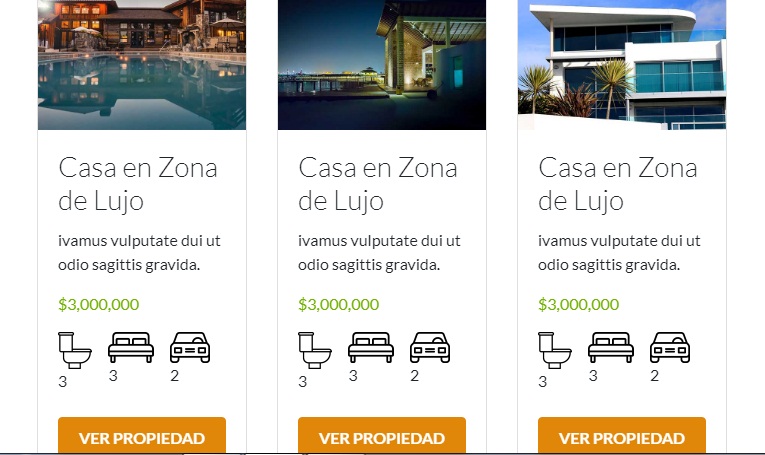 Casa en Zona
de Lujo
ivamus vulputate dui ut
odio sagittis gravida.
$3,000,000
3
3
2
VER PROPIEDAD
Casa en Zona
de Lujo
ivamus vulputate dui ut
odio sagittis gravida.
$3,000,000
3
3
2
VER PROPIEDAD
Casa en Zona
de Lujo
ivamus vulputate dui ut
odio sagittis gravida.
$3,000,000
3
3
2
VER PROPIEDAD